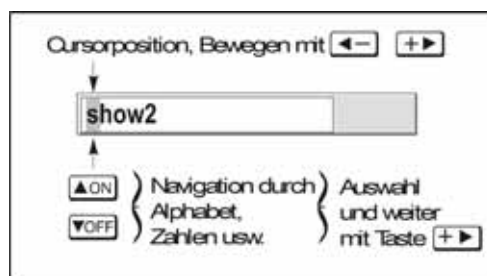 Cursorposition, Bewegen mit ◄− +►
show2
▲ON Navigation durch Auswahl
Alphabet, und weiter
▼OFF Zahlen usw. mit Taste +►